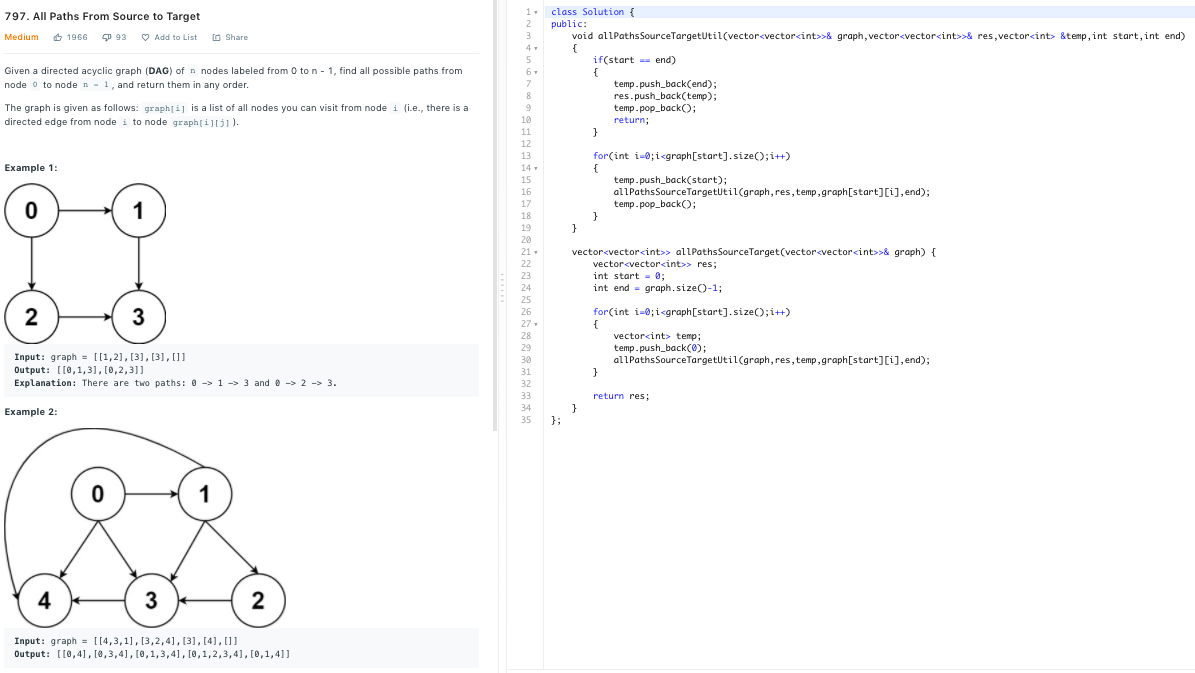 797. All Paths From Source to Target
Medium 1966 93 Add to List Share
Given a directed acyclic graph (DAG) of n nodes labeled from 0 to n - 1, find all possible paths from
node 0 to node n - 1, and return them in any order.
The graph is given as follows: graph[i] is a list of all nodes you can visit from node i (i.e., there is a
directed edge from node i to node graph[i][j]).
Example 1:
0 1
2 3
Input: graph = [[1,2],[3],[3],[]]
Output: [[0,1,3],[0,2,3]]
Explanation: There are two paths: 0 -> 1 -> 3 and 0 -> 2 -> 3.
Example 2:
0 1
4 3 2
Input: graph = [[4,3,1],[3,2,4],[3],[4],[]]
Output: [[0,4],[0,3,4],[0,1,3,4],[0,1,2,3,4],[0,1,4]]
1 class Solution {
2 public:
3 void allPathsSourceTargetUtil(vector<vector<int>>& graph,vector<vector<int>>& res,vector<int> &temp,int start,int end)
4 {
5 if(start == end)
6 {
7 temp.push_back(end);
8 res.push_back(temp);
9 temp.pop_back();
10 return;
11 }
12
13 for(int i=0;i<graph[start].size();i++)
14 {
15 temp.push_back(start);
16 allPathsSourceTargetUtil(graph,res,temp,graph[start][i],end);
17 temp.pop_back();
18 }
19 }
20
21 vector<vector<int>> allPathsSourceTarget(vector<vector<int>>& graph) {
22 vector<vector<int>> res;
23 int start = 0;
24 int end = graph.size()-1;
25
26 for(int i=0;i<graph[start].size();i++)
27 {
28 vector<int> temp;
29 temp.push_back(0);
30 allPathsSourceTargetUtil(graph,res,temp,graph[start][i],end);
31 }
32
33 return res;
34 }
35 };